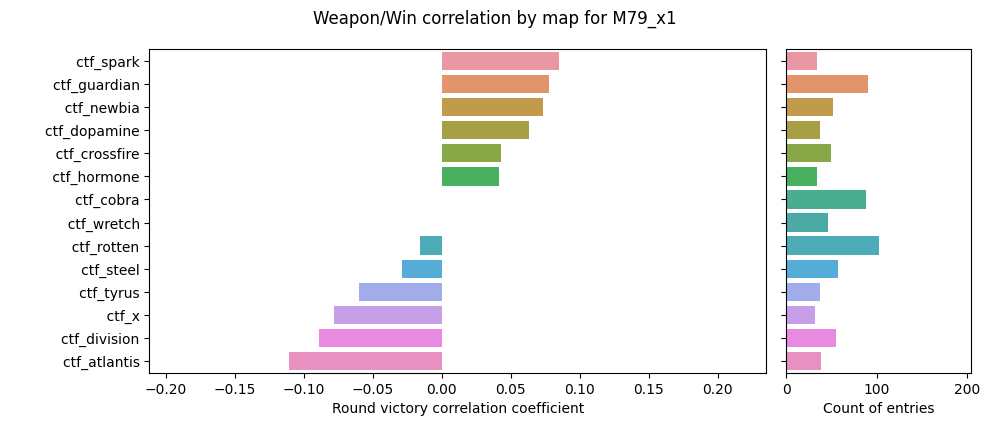 Weapon/Win correlation by map for M79_x1
ctf_spark
ctf_guardian
ctf_newbia
ctf_dopamine
ctf_crossfire
ctf_hormone
ctf_cobra
ctf_wretch
ctf_rotten
ctf_steel
ctf_tyrus
ctf_x
ctf_division
ctf_atlantis
−0.20 −0.15 −0.10 −0.05 0.00 0.05 0.10 0.15 0.20
Round victory correlation coefficient
0 100 200
Count of entries